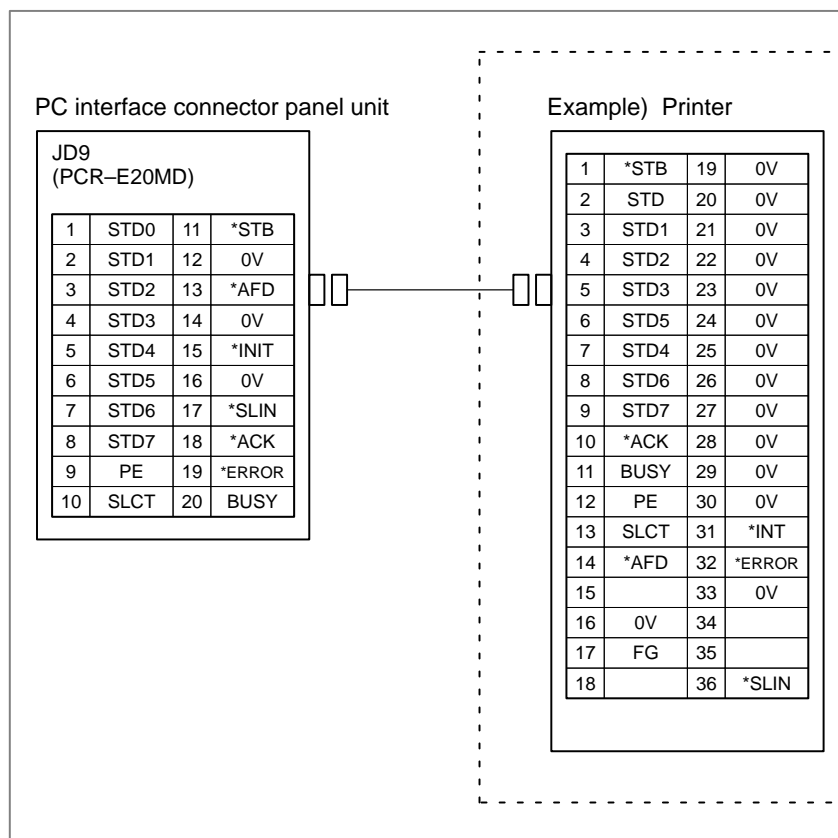 PC interface connector panel unit
Example) Printer
JD9
(PCR–E20MD)
1 STD0 11 *STB
2 STD1 12 0V
3 STD2 13 *AFD
4 STD3 14 0V
5 STD4 15 *INIT
6 STD5 16 0V
7 STD6 17 *SLIN
8 STD7 18 *ACK
9 PE 19 *ERROR
10 SLCT 20 BUSY
1 *STB 19 0V
2 STD 20 0V
3 STD1 21 0V
4 STD2 22 0V
5 STD3 23 0V
6 STD5 24 0V
7 STD4 25 0V
8 STD6 26 0V
9 STD7 27 0V
10 *ACK 28 0V
11 BUSY 29 0V
12 PE 30 0V
13 SLCT 31 *INT
14 *AFD 32 *ERROR
15 33 0V
16 0V 34
17 FG 35
18 36 *SLIN